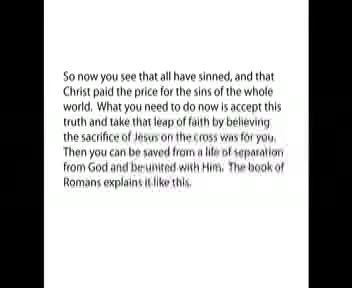 So now you see that all have sinned, and that
Christ paid the price for the sins of the whole
world. What you need to do now is accept this
truth and take that leap of faith by believing
the sacrifice of Jesus on the cross was for you.
Then you can be saved from a life of separation
from God and be united with Him. The book of
Romans explains it like this.